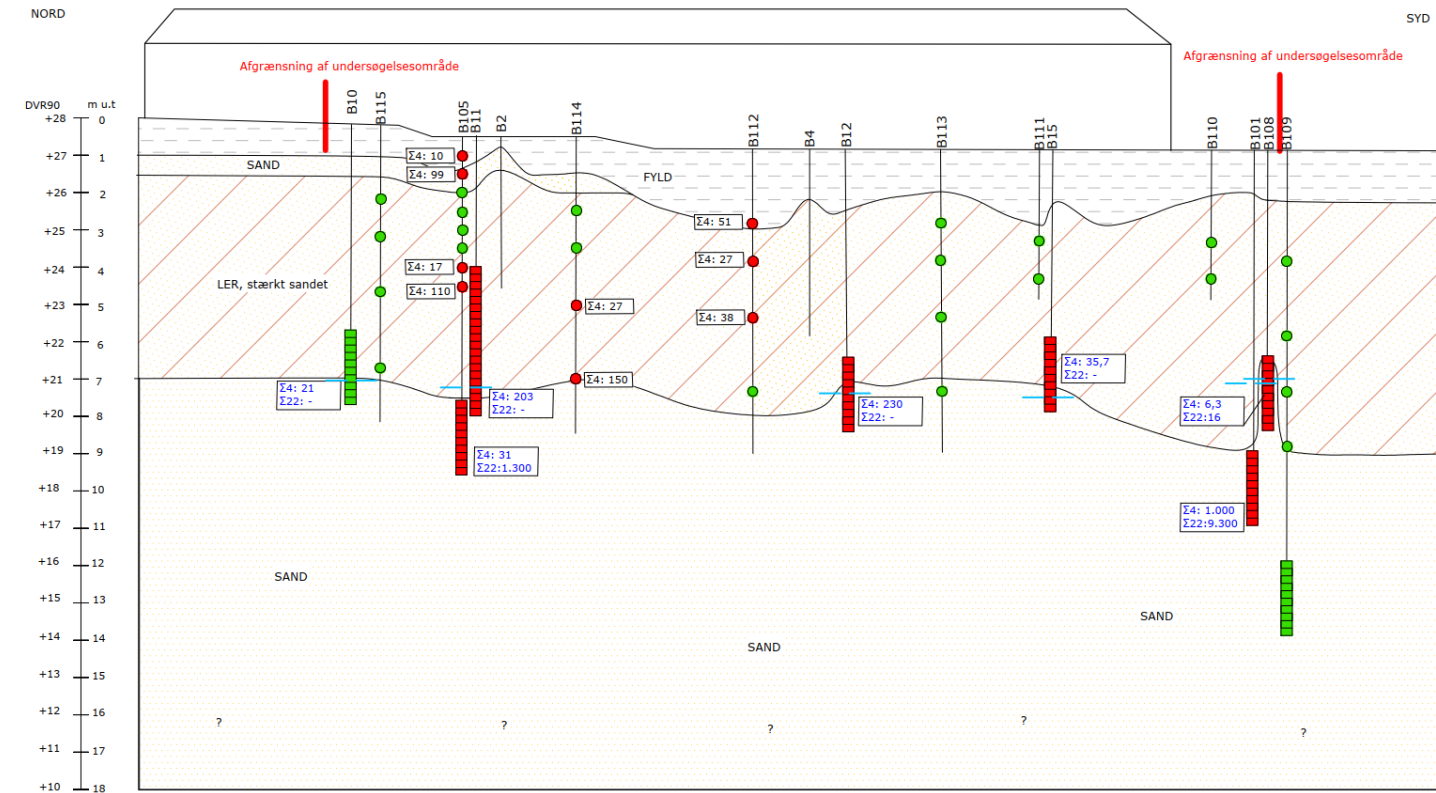 NORD
SYD
Afgrænsning af undersøgelsesområde
Afgrænsning af undersøgelsesområde
DVR90
m u.t
B10
B115
B105
B11
B2
B114
B112
B4
B12
B113
B111
B15
B110
B101
B108
B109
+28
0
+27
1
+26
2
+25
3
+24
4
+23
5
+22
6
+21
7
+20
8
+19
9
+18
10
+17
11
+16
12
+15
13
+14
14
+13
15
+12
16
+11
17
+10
18
Σ4: 10
SAND
Σ4: 99
FYLD
Σ4: 51
Σ4: 27
Σ4: 17
LER, stærkt sandet
Σ4: 110
Σ4: 27
Σ4: 38
Σ4: 35,7
Σ22: -
Σ4: 150
Σ4: 21
Σ22: -
Σ4: 203
Σ22: -
Σ4: 230
Σ22: -
Σ4: 6,3
Σ22:16
Σ4: 31
Σ22:1.300
Σ4: 1.000
Σ22:9.300
SAND
SAND
SAND
?
?
?
?
?